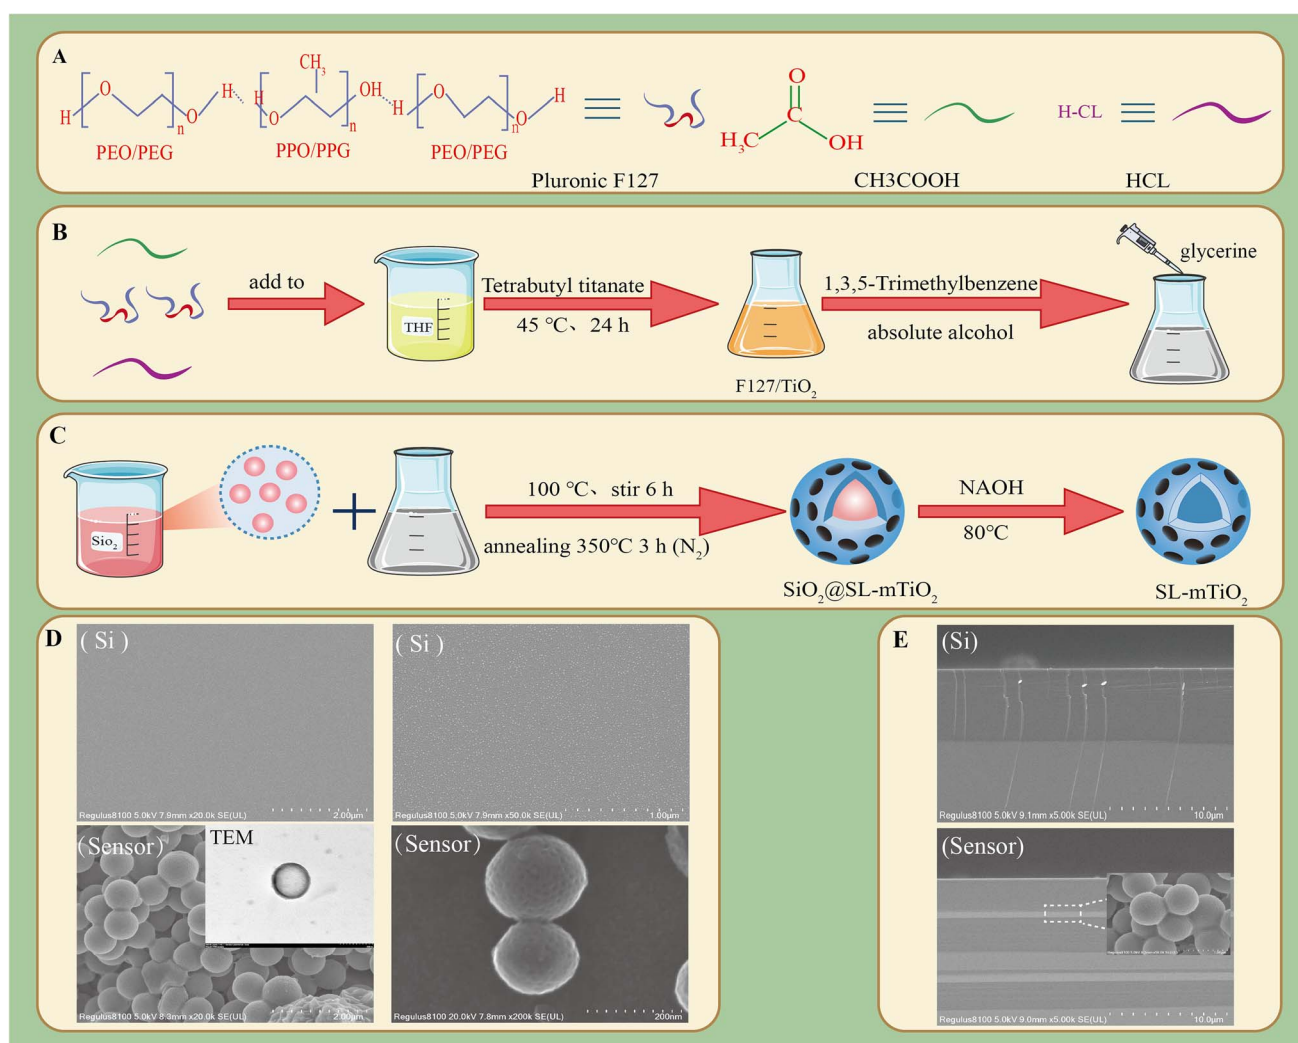 A
CH3
H O n O H H O OH n H O n O H
PEO/PEG PPO/PPG PEO/PEG
Pluronic F127
O
C
H3C OH
CH3COOH
H-CL
HCL
B
add to
THF
Tetrabutyl titanate
45 ℃、24 h
F127/TiO2
1,3,5-Trimethylbenzene
absolute alcohol
glycerine
C
Sio2
100 ℃、stir 6 h
annealing 350℃ 3 h (N2)
SiO2@SL-mTiO2
NAOH
80℃
SL-mTiO2
D
( Si )
Regulus8100 5.0kV 7.9mm x20.0k SE(UL) 2.00µm
( Si )
Regulus8100 5.0kV 7.9mm x50.0k SE(UL) 1.00µm
(Sensor)
TEM
Regulus8100 5.0kV 8.3mm x20.0k SE(UL) 2.00µm
(Sensor)
Regulus8100 20.0kV 7.8mm x200k SE(UL) 200nm
E
(Si)
Regulus8100 5.0kV 9.1mm x5.00k SE(UL) 10.0µm
(Sensor)
Regulus8100 5.0kV 9.0mm x5.00k SE(UL) 10.0µm